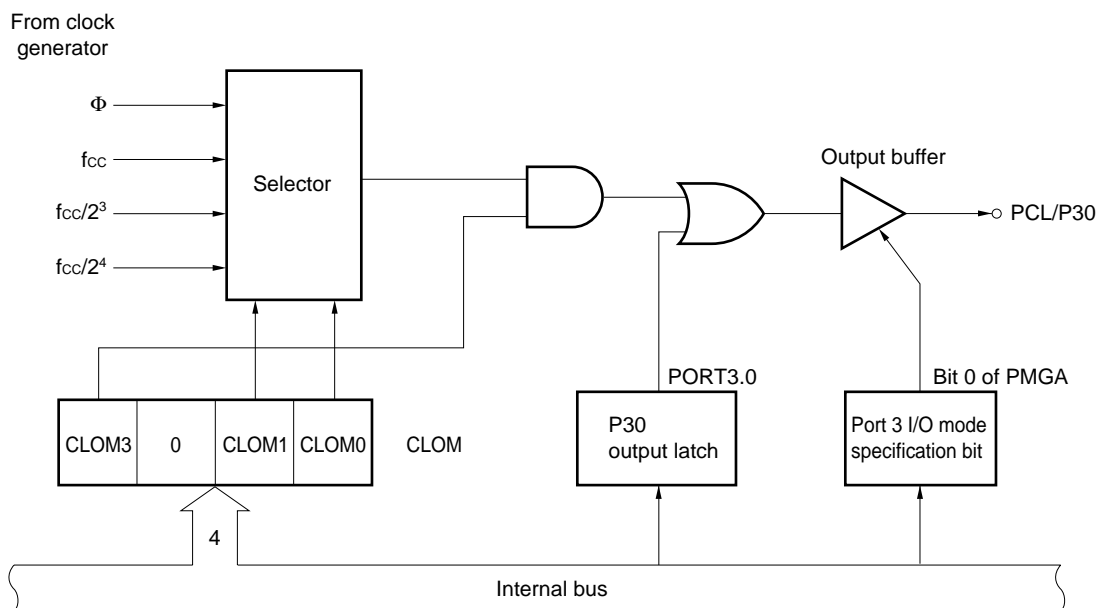 From clock
generator
Φ
fCC
fCC/2³
fCC/2⁴
Selector
Output buffer
PCL/P30
PORT3.0
Bit 0 of PMGA
CLOM3
0
CLOM1
CLOM0
CLOM
P30
output latch
Port 3 I/O mode
specification bit
4
Internal bus